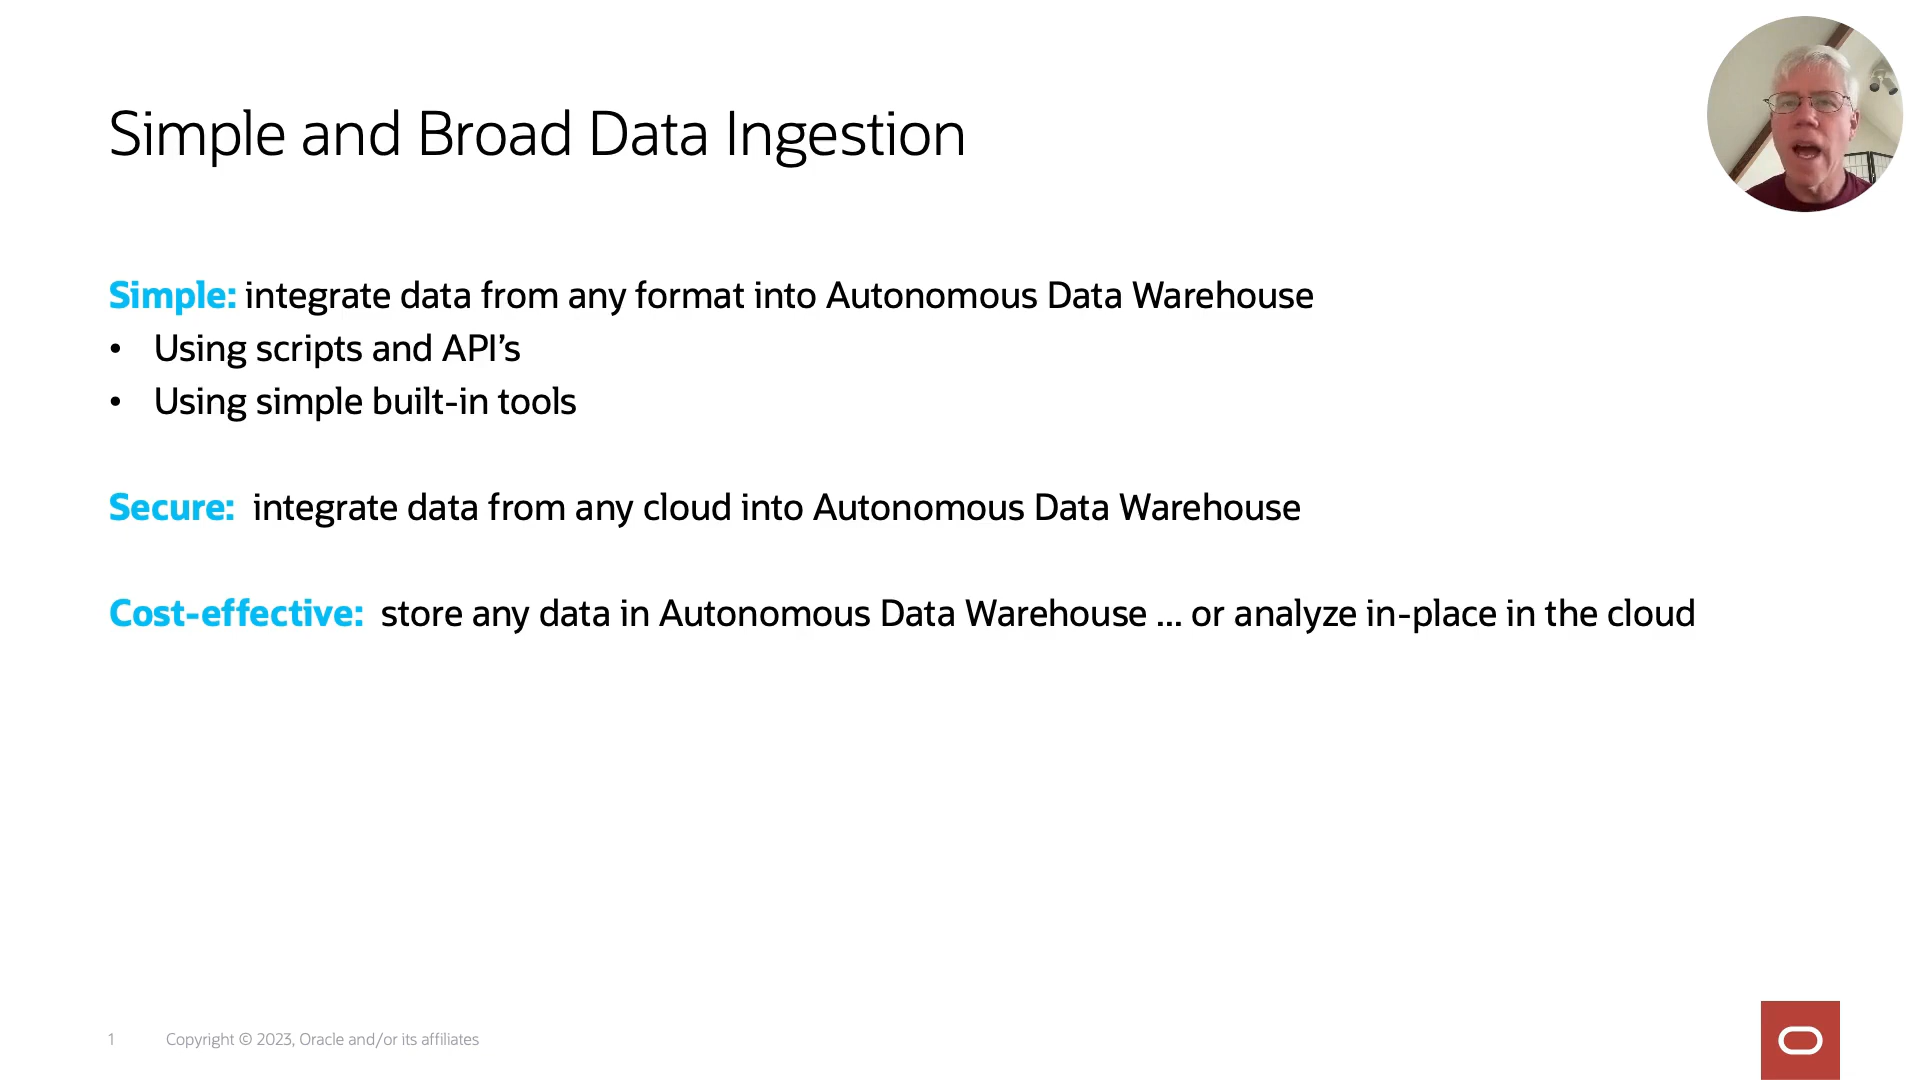 Simple and Broad Data Ingestion
Simple: integrate data from any format into Autonomous Data Warehouse
• Using scripts and API’s
• Using simple built-in tools
Secure: integrate data from any cloud into Autonomous Data Warehouse
Cost-effective: store any data in Autonomous Data Warehouse ... or analyze in-place in the cloud
1 Copyright © 2023, Oracle and/or its affiliates